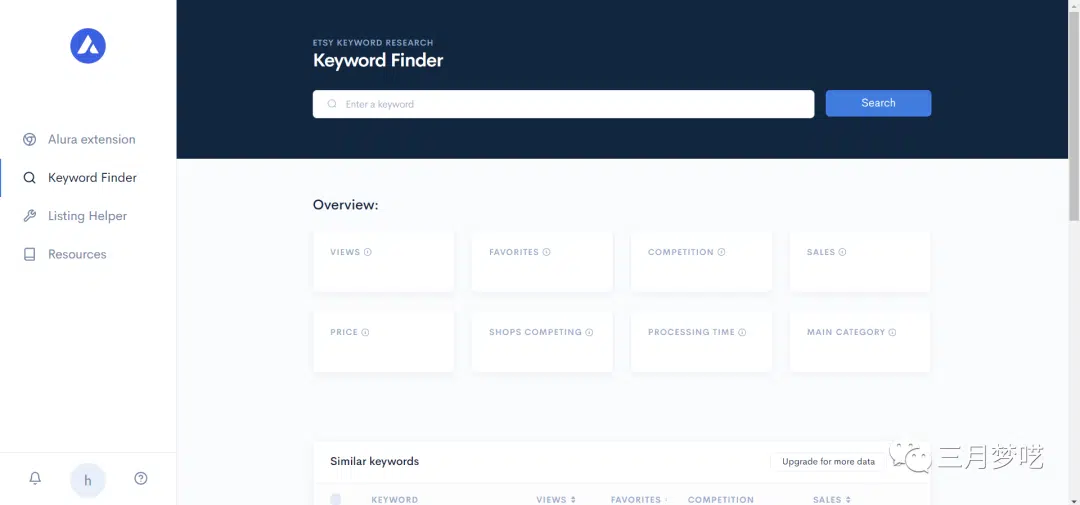 ETSY KEYWORD RESEARCH
Keyword Finder
Enter a keyword
Search
Alura extension
Keyword Finder
Listing Helper
Resources
h
Overview:
VIEWS
FAVORITES
COMPETITION
SALES
PRICE
SHOPS COMPETING
PROCESSING TIME
MAIN CATEGORY
Similar keywords
Upgrade for more data
三月梦呓
KEYWORD
VIEWS
FAVORITES
COMPETITION
SALES